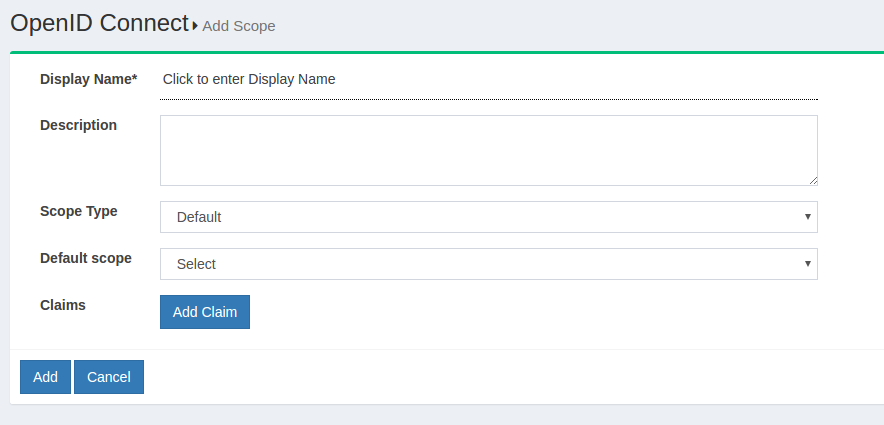 OpenID Connect Add Scope
Display Name* Click to enter Display Name
Description
Scope Type Default
Default scope Select
Claims Add Claim
Add Cancel